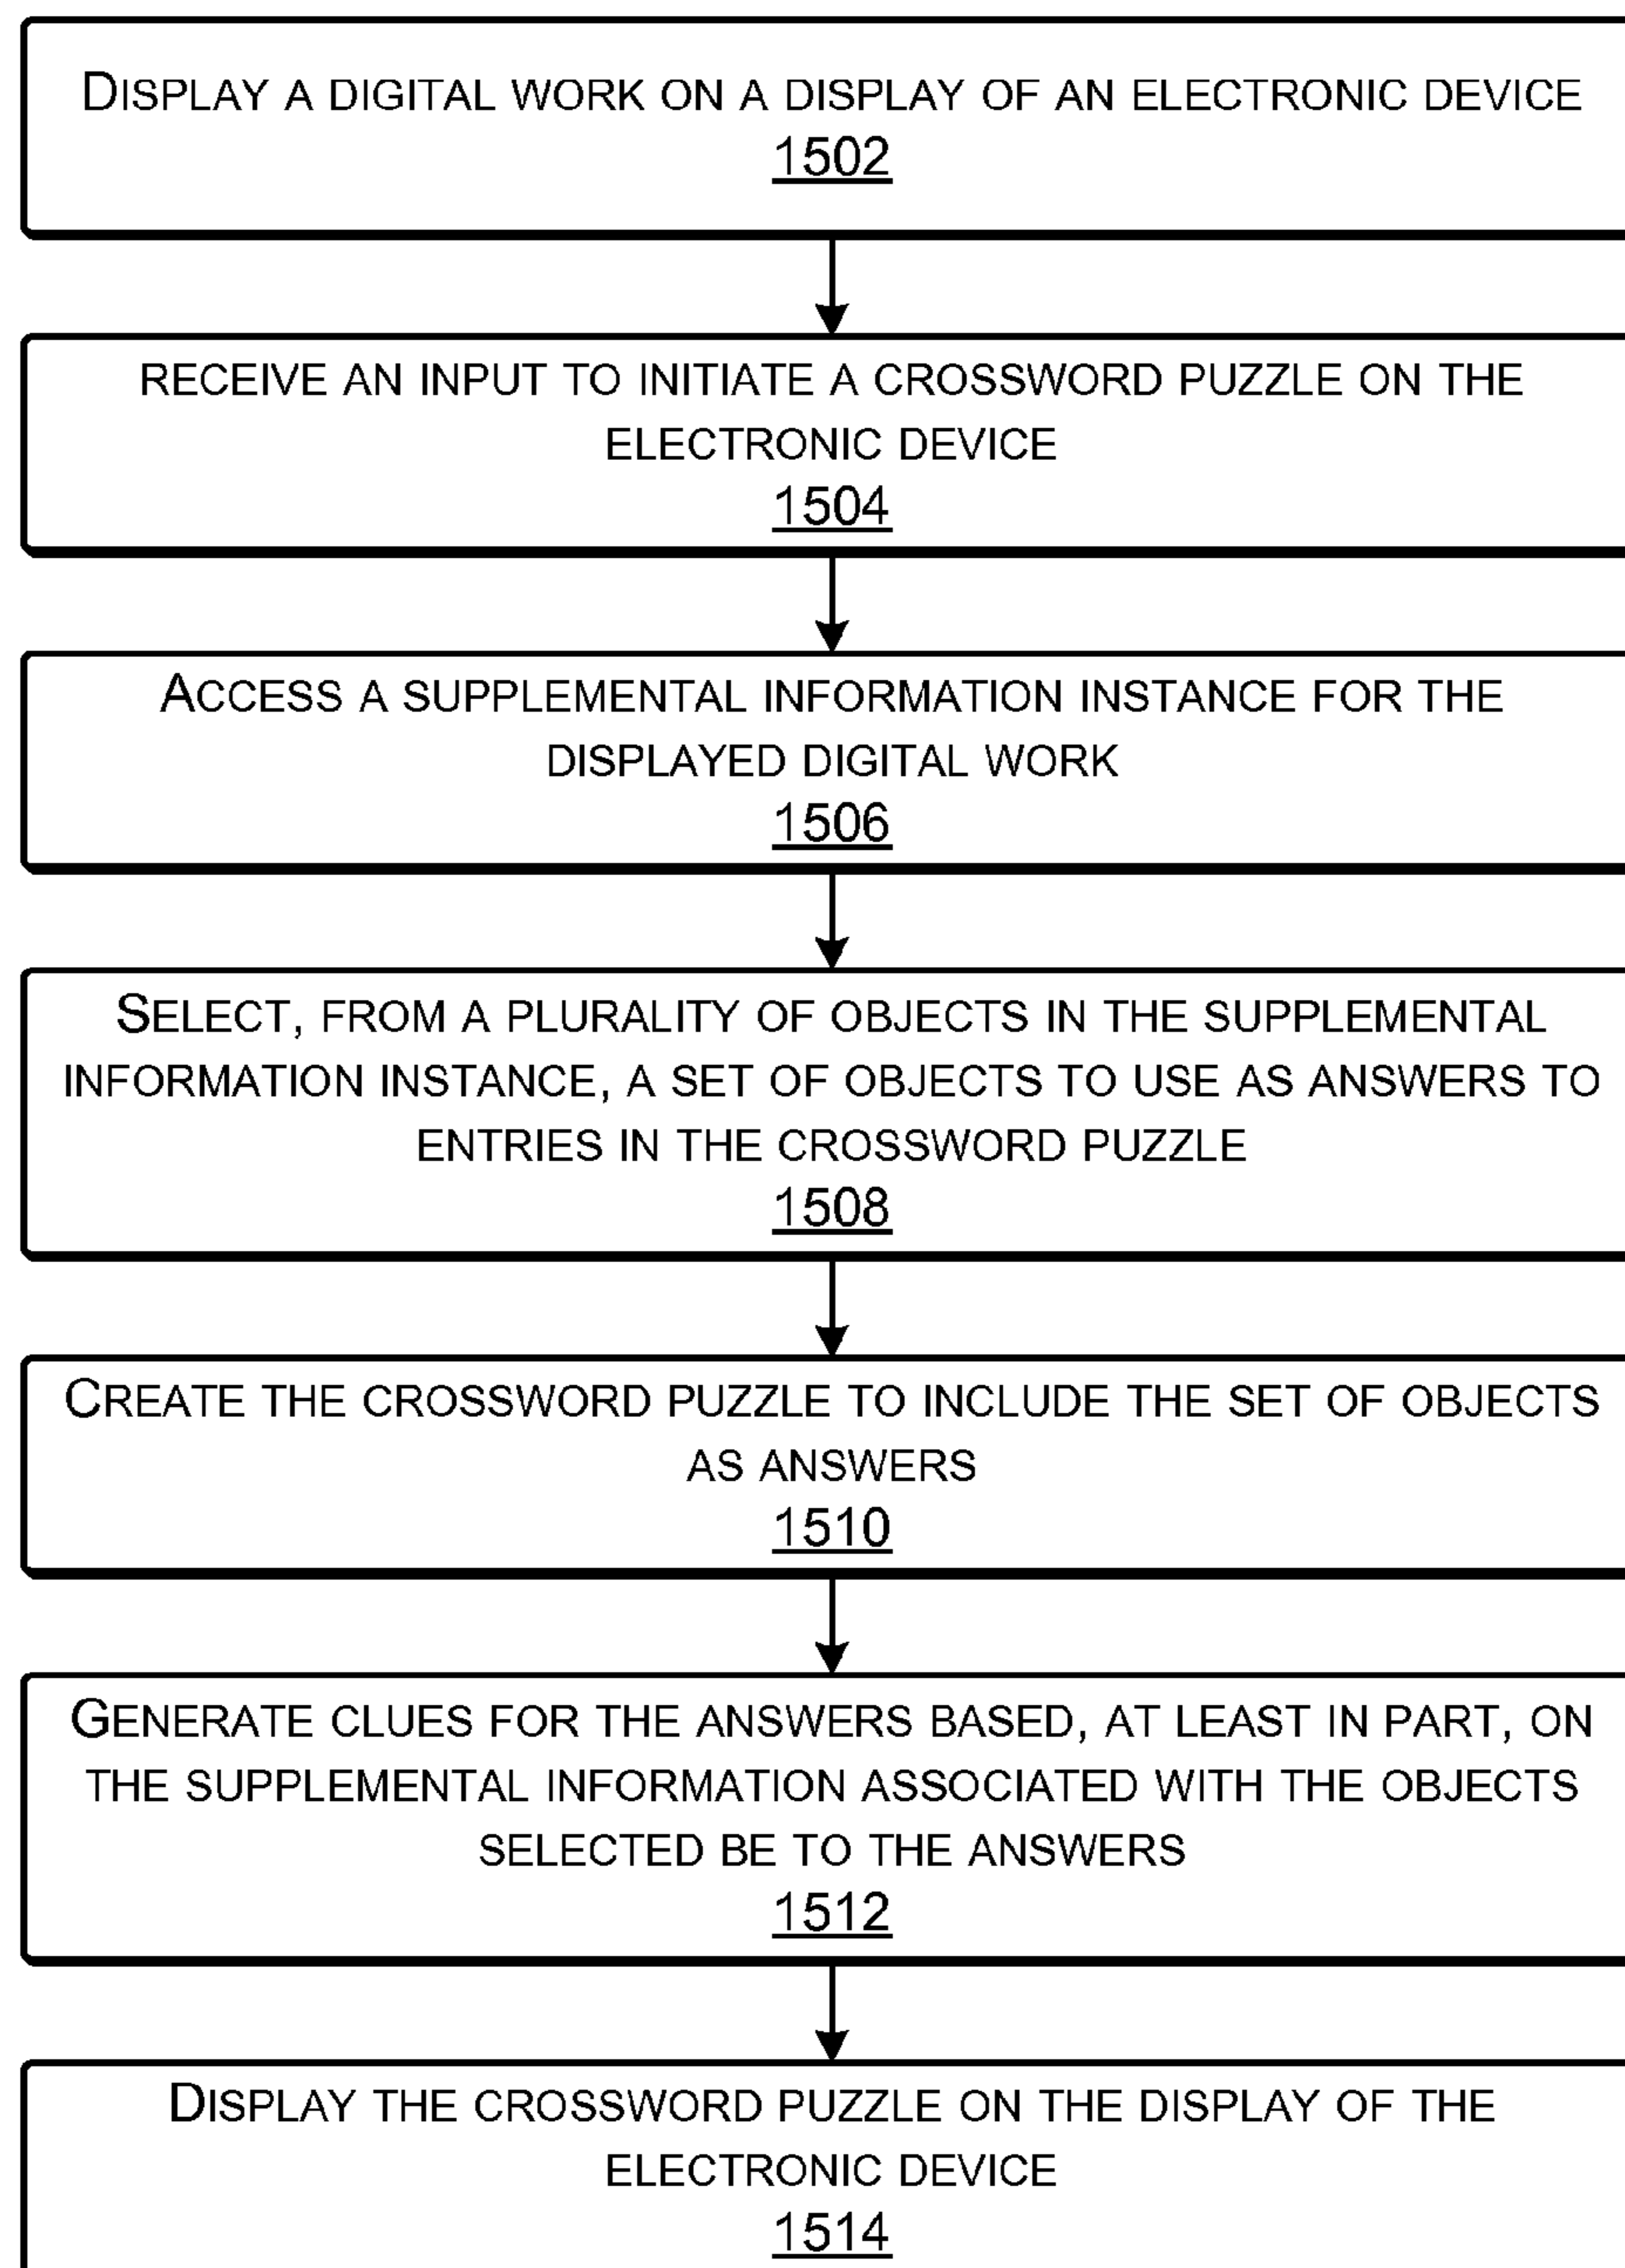 DISPLAY A DIGITAL WORK ON A DISPLAY OF AN ELECTRONIC DEVICE
1502
RECEIVE AN INPUT TO INITIATE A CROSSWORD PUZZLE ON THE
ELECTRONIC DEVICE
1504
ACCESS A SUPPLEMENTAL INFORMATION INSTANCE FOR THE
DISPLAYED DIGITAL WORK
1506
SELECT, FROM A PLURALITY OF OBJECTS IN THE SUPPLEMENTAL
INFORMATION INSTANCE, A SET OF OBJECTS TO USE AS ANSWERS TO
ENTRIES IN THE CROSSWORD PUZZLE
1508
CREATE THE CROSSWORD PUZZLE TO INCLUDE THE SET OF OBJECTS
AS ANSWERS
1510
GENERATE CLUES FOR THE ANSWERS BASED, AT LEAST IN PART, ON
THE SUPPLEMENTAL INFORMATION ASSOCIATED WITH THE OBJECTS
SELECTED BE TO THE ANSWERS
1512
DISPLAY THE CROSSWORD PUZZLE ON THE DISPLAY OF THE
ELECTRONIC DEVICE
1514